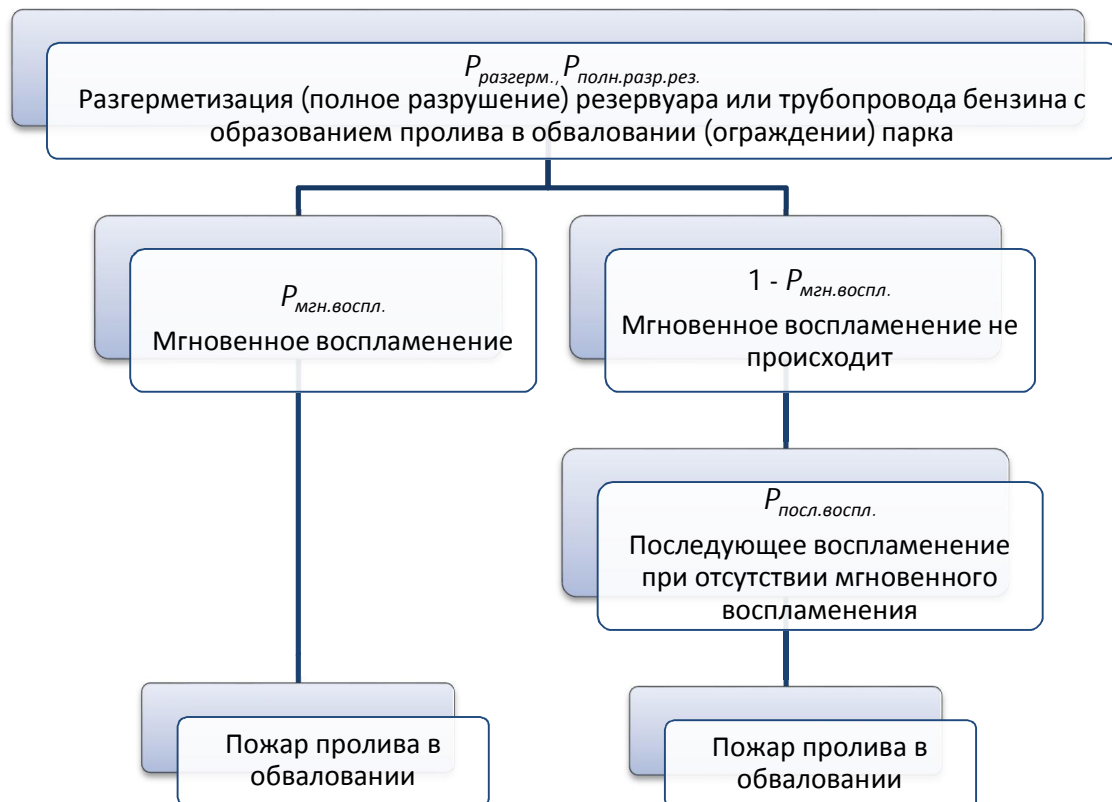 Pразгерм., Pполн.разр.рез.
Разгерметизация (полное разрушение) резервуара или трубопровода бензина с
образованием пролива в обваловании (ограждении) парка
Pмгн.воспл.
Мгновенное воспламенение
1 - Pмгн.воспл.
Мгновенное воспламенение не
происходит
Pпосл.воспл.
Последующее воспламенение
при отсутствии мгновенного
воспламенения
Пожар пролива в
обваловании
Пожар пролива в
обваловании